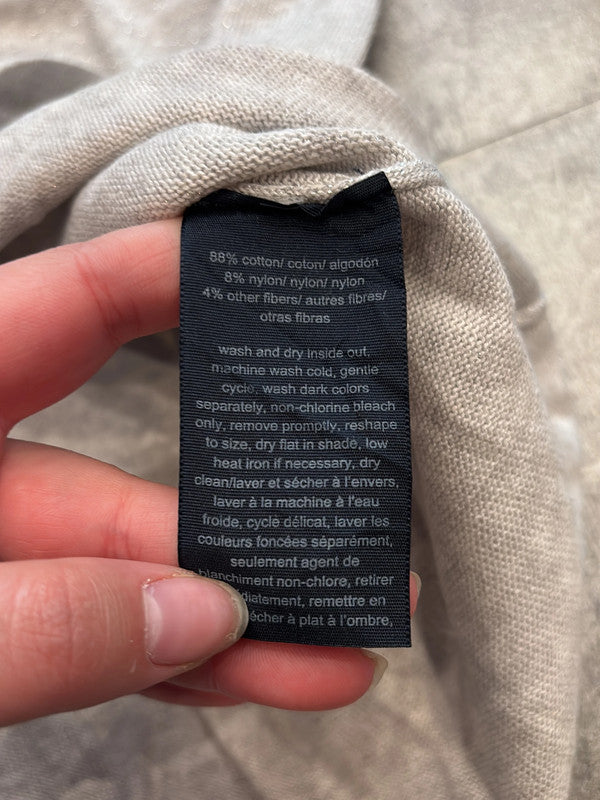 88% cotton/ coton/ algodón
8% nylon/ nylon/ nylon
4% other fibers/ autres fibras/
otras fibras
wash and dry inside out,
machine wash cold, gentle
cycle, wash dark colors
separately, non-chlorine bleach
only, remove promptly, reshape
to size, dry flat in shade, low
heat iron if necessary, dry
clean/laver et sécher à l'envers,
laver à la machine à l'eau
froide, cycle délicat, laver les
couleurs foncées séparément,
seulement agent de
blanchiment non-chlore, retirer
remettre en
à plat à l'ombre,